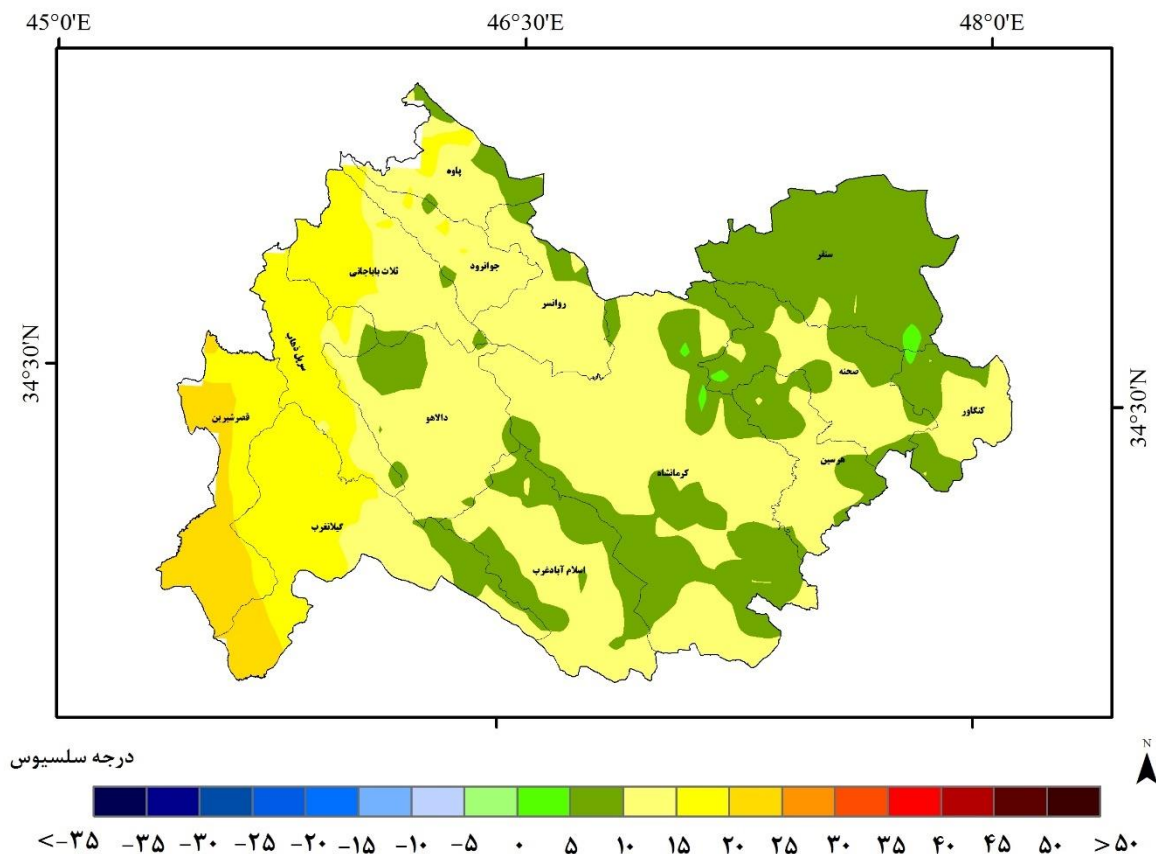 45°0'E 46°30'E 48°0'E
34°30'N
34°30'N
پاوه
سنقر
ثلاث باباجانی
جوانرود
روانسر
سرپل ذهاب
صحنه
کنگاور
قصرشیرین
دالاهو
هرسین
کرمانشاه
گیلانغرب
اسلام آبادغرب
درجه سلسیوس
N
<-۳۵ -۳۵ -۳۰ -۲۵ -۲۰ -۱۵ -۱۰ -۵ ۰ ۵ ۱۰ ۱۵ ۲۰ ۲۵ ۳۰ ۳۵ ۴۰ ۴۵ ۵۰ >۵۰